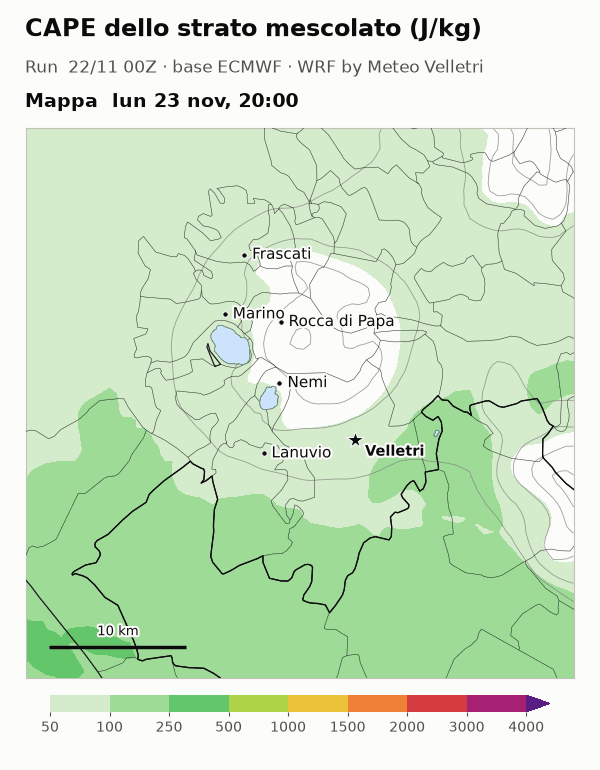 CAPE dello strato mescolato (J/kg)
Run  22/11 00Z · base ECMWF · WRF by Meteo Velletri
Mappa  lun 23 nov, 20:00
Frascati
Marino
Rocca di Papa
Nemi
Velletri
Lanuvio
10 km
50 100 250 500 1000 1500 2000 3000 4000